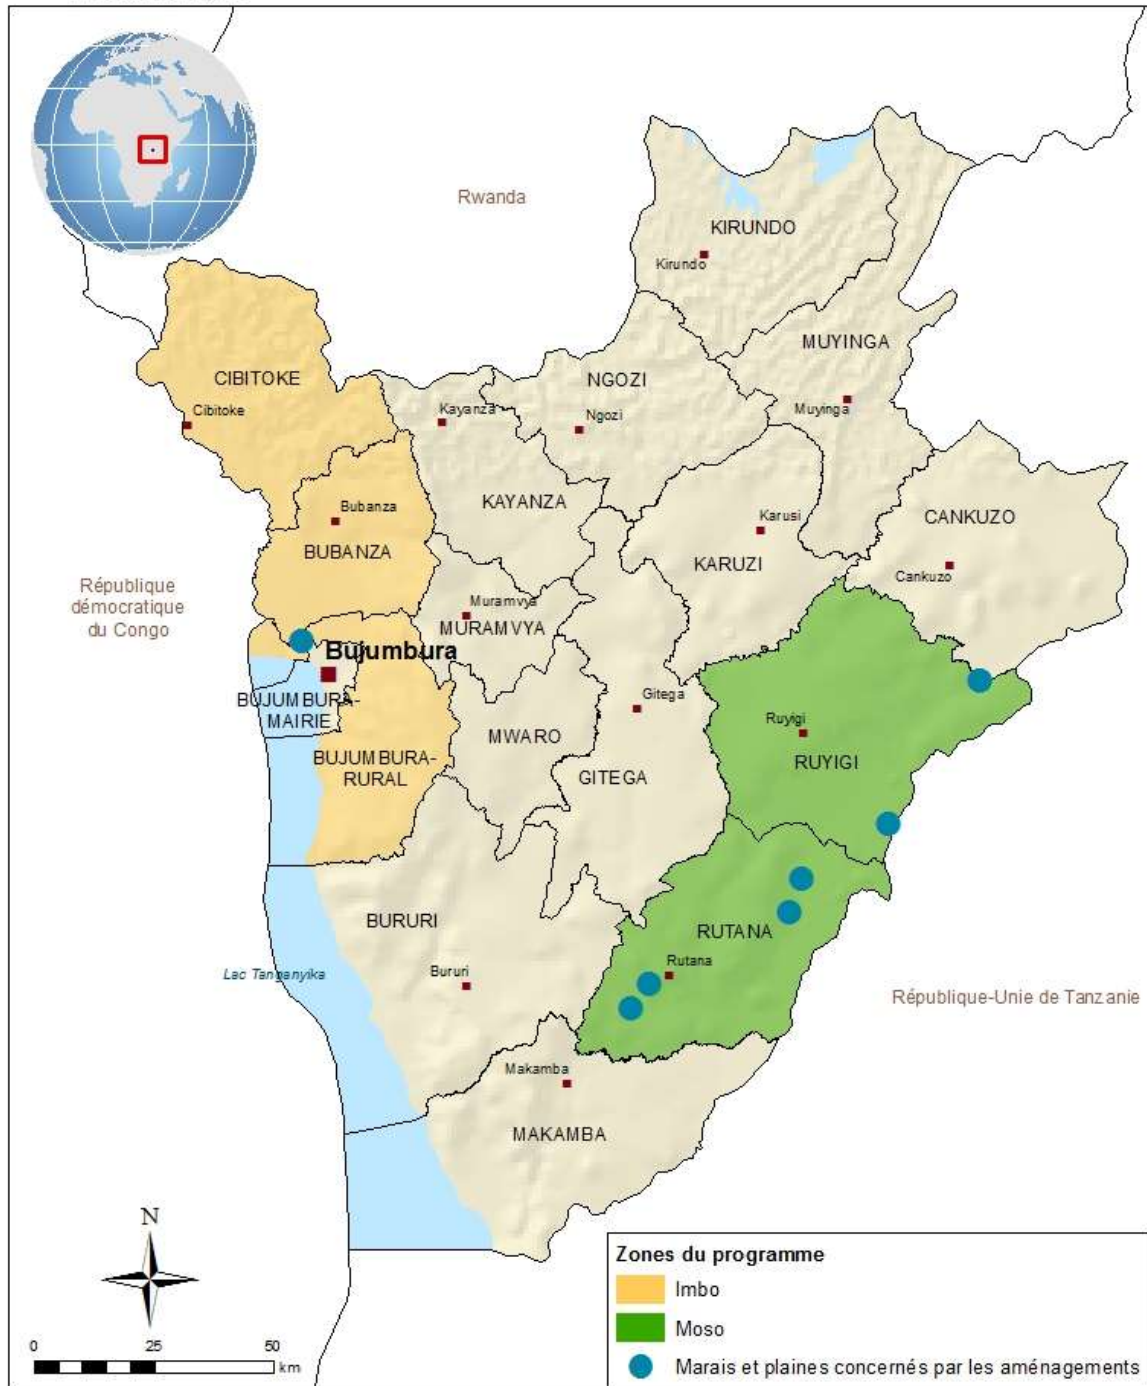 Rwanda
KIRUNDO
Kirundo
MUYINGA
Muyinga
CIBITOKE
Cibitoke
NGOZI
Kayanza
Ngozi
KAYANZA
Bubanza
BUBANZA
Karusi
KARUZI
CANKUZO
Cankuzo
République
démocratique
du Congo
Muramvya
MURAMVYA
Bujumbura
BUJUMBURA-
MAIRIE
BUJUMBURA-
RURAL
MWARO
Gitega
GITEGA
Ruyigi
RUYIGI
BURURI
Bururi
RUTANA
Rutana
Lac Tanganyika
République-Unie de Tanzanie
Makamba
MAKAMBA
N
0 25 50
km
Zones du programme
Imbo
Moso
Marais et plaines concernés par les aménagements